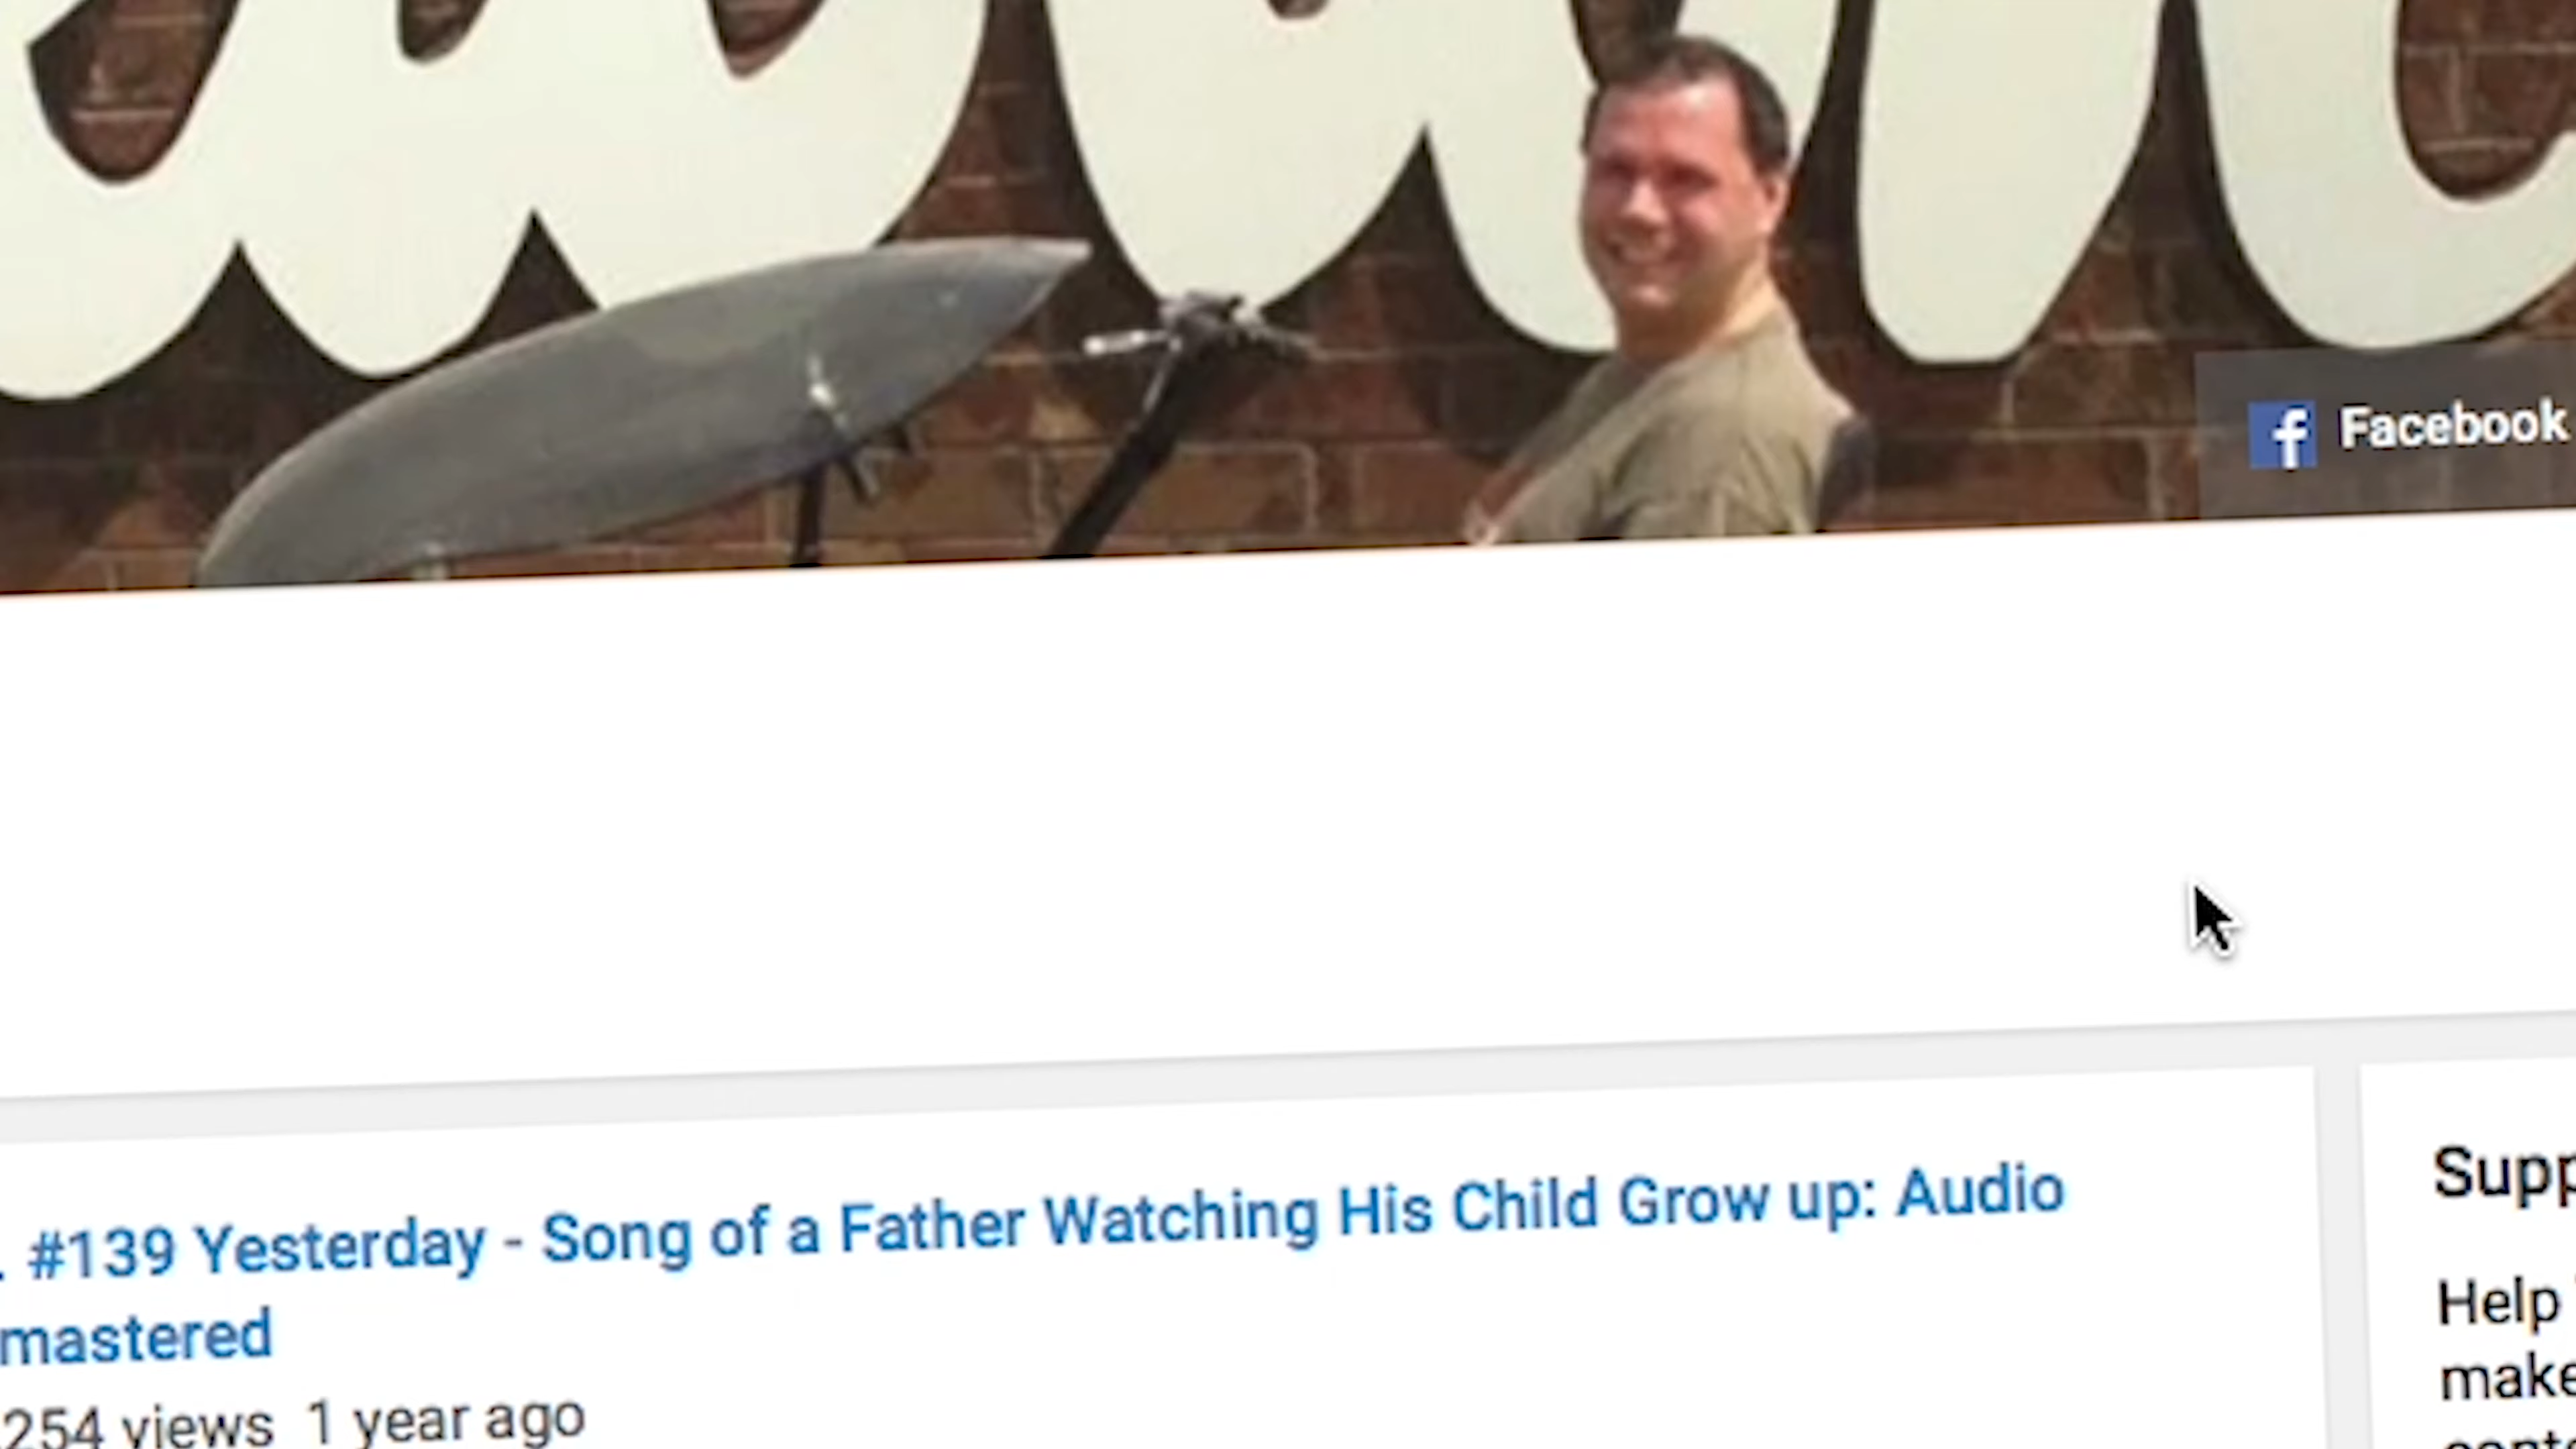 Facebook
. #139 Yesterday - Song of a Father Watching His Child Grow up: Audio
mastered
254 views 1 year ago
Supp
Help
make